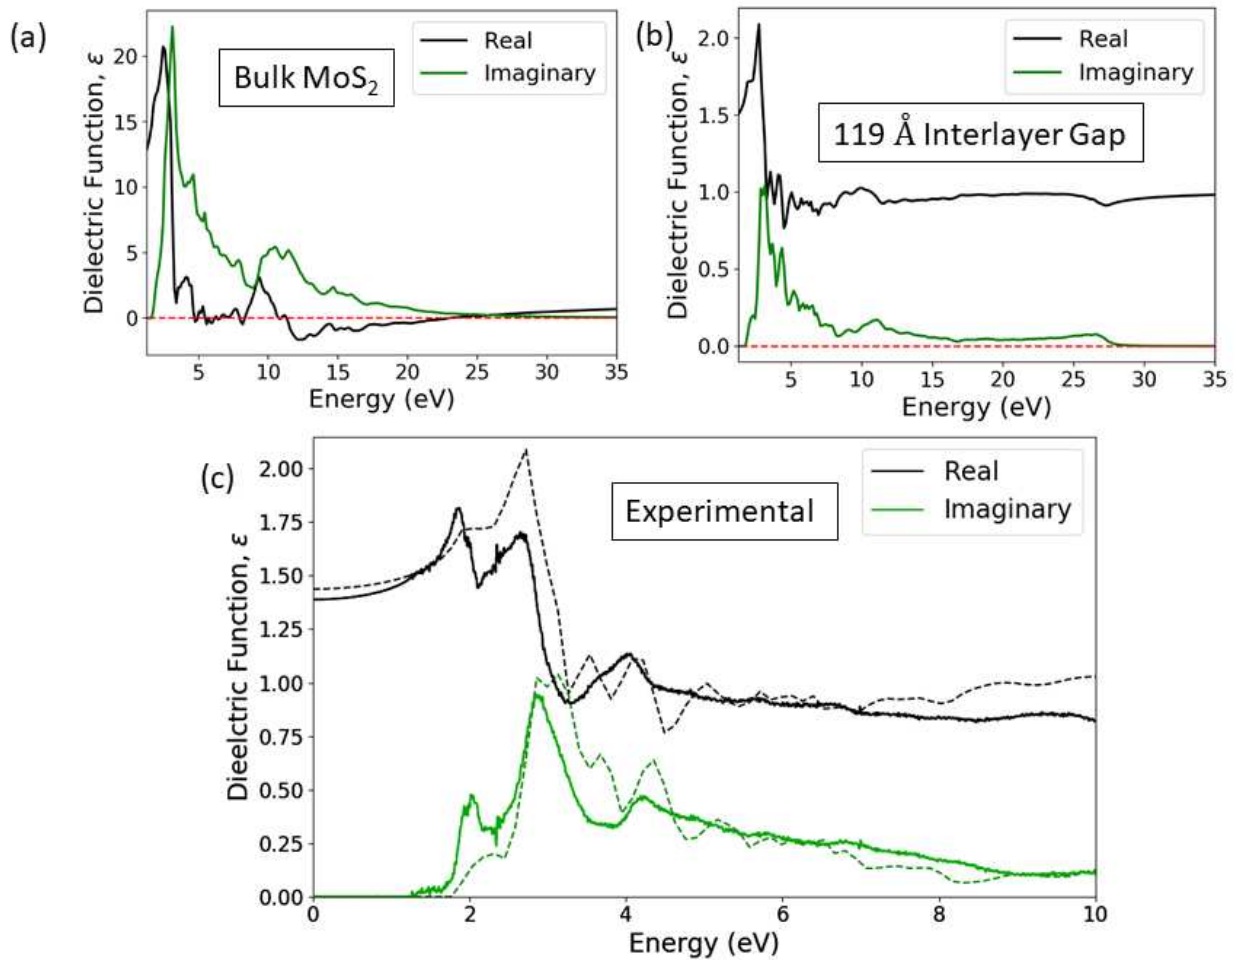 (a)
Bulk MoS₂
Real
Imaginary
Dielectric Function, ε
20
15
10
5
0
5 10 15 20 25 30 35
Energy (eV)
(b)
Real
Imaginary
119 Å Interlayer Gap
Dielectric Function, ε
2.0
1.5
1.0
0.5
0.0
5 10 15 20 25 30 35
Energy (eV)
(c)
Experimental
Real
Imaginary
Dieelctric Function, ε
2.00
1.75
1.50
1.25
1.00
0.75
0.50
0.25
0.00
0 2 4 6 8 10
Energy (eV)